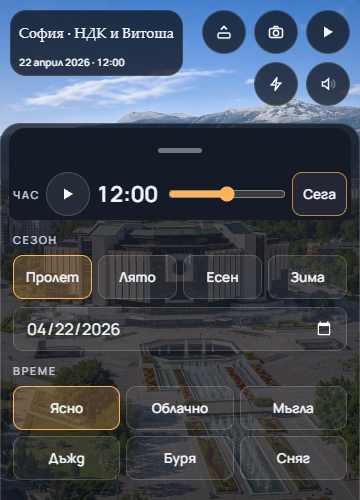 София · НДК и Витоша
22 април 2026 · 12:00
ЧАС 12:00 Сега
СЕЗОН
Пролет Лято Есен Зима
04/22/2026
ВРЕМЕ
Ясно Облачно Мъгла
Дъжд Буря Сняг